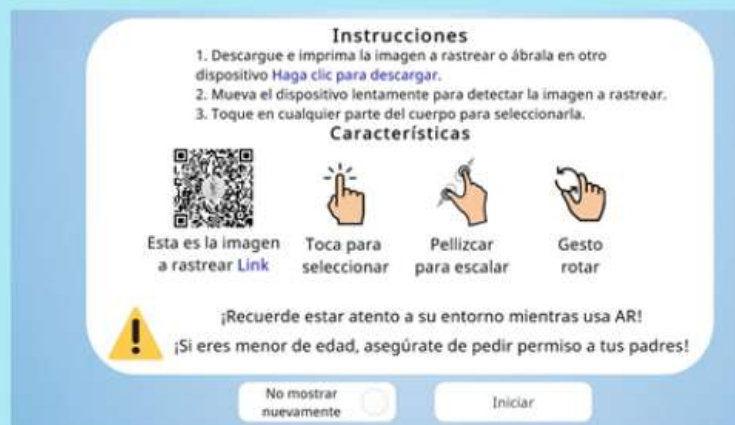 Instrucciones
1. Descargue e imprima la imagen a rastrear o ábrala en otro
dispositivo Haga clic para descargar.
2. Mueva el dispositivo lentamente para detectar la imagen a rastrear.
3. Toque en cualquier parte del cuerpo para seleccionarla.
Características
Esta es la imagen
a rastrear Link
Toca para
seleccionar
Pellizcar
para escalar
Gesto
rotar
¡Recuerde estar atento a su entorno mientras usa AR!
¡Si eres menor de edad, asegúrate de pedir permiso a tus padres!
No mostrar
nuevamente
Iniciar